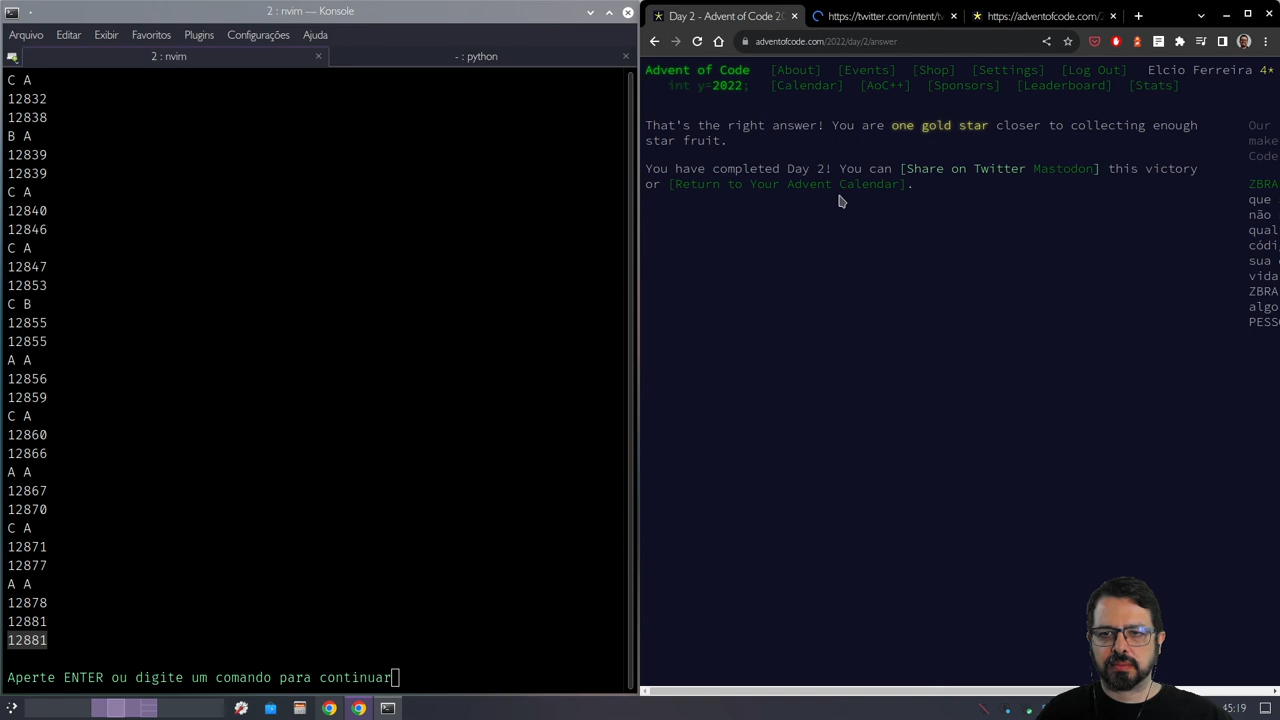 2 : nvim — Konsole
Arquivo Editar Exibir Favoritos Plugins Configurações Ajuda
2 : nvim
- : python
C A
12832
12838
B A
12839
12839
C A
12840
12846
C A
12847
12853
C B
12855
12855
A A
12856
12859
C A
12860
12866
A A
12867
12870
C A
12871
12877
A A
12878
12881
12881
Aperte ENTER ou digite um comando para continuar
Day 2 - Advent of Code 20
https://twitter.com/intent/tv
https://adventofcode.com/2
adventofcode.com/2022/day/2/answer
Advent of Code [About] [Events] [Shop] [Settings] [Log Out] Elcio Ferreira 4*
int y=2022; [Calendar] [AoC++] [Sponsors] [Leaderboard] [Stats]
That's the right answer! You are one gold star closer to collecting enough
star fruit.
You have completed Day 2! You can [Share on Twitter Mastodon] this victory
or [Return to Your Advent Calendar].
Our
make
Code
ZBRA
que
não
qual
códi
sua
vida
ZBRA
algo
PESS
45:19